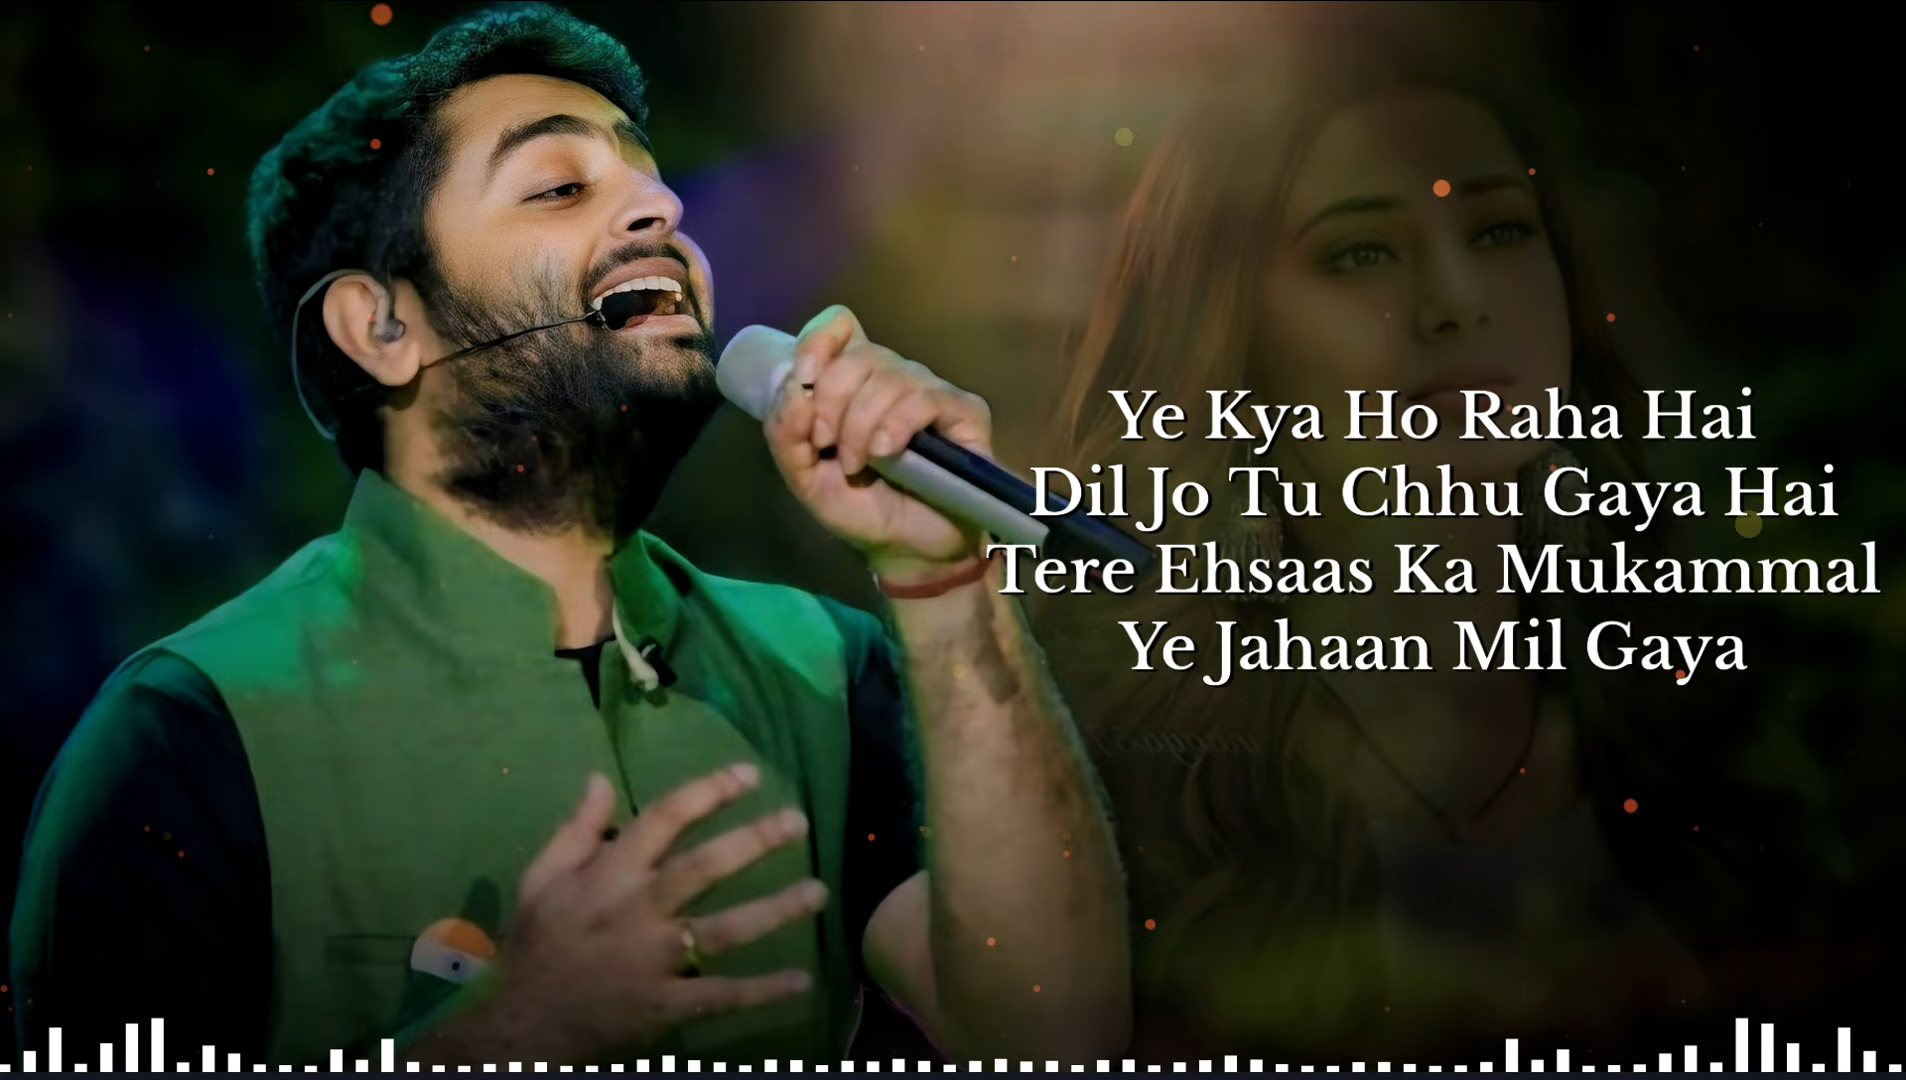 Ye Kya Ho Raha Hai
Dil Jo Tu Chhu Gaya Hai
Tere Ehsaas Ka Mukammal
Ye Jahaan Mil Gaya